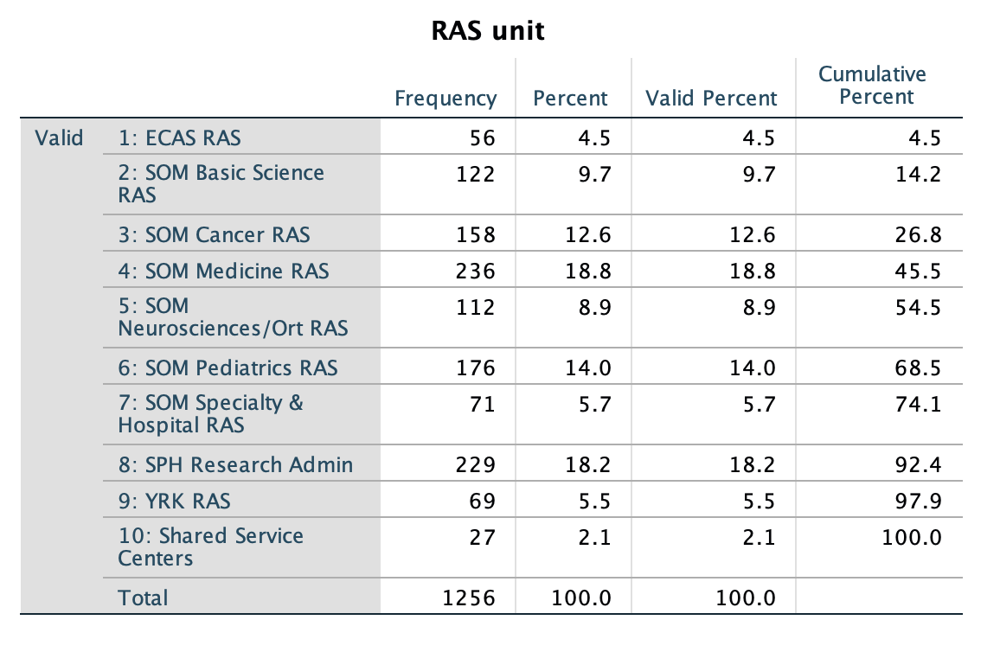 RAS unit
Frequency Percent Valid Percent Cumulative Percent
Valid 1: ECAS RAS 56 4.5 4.5 4.5
2: SOM Basic Science RAS 122 9.7 9.7 14.2
3: SOM Cancer RAS 158 12.6 12.6 26.8
4: SOM Medicine RAS 236 18.8 18.8 45.5
5: SOM Neurosciences/Ort RAS 112 8.9 8.9 54.5
6: SOM Pediatrics RAS 176 14.0 14.0 68.5
7: SOM Specialty & Hospital RAS 71 5.7 5.7 74.1
8: SPH Research Admin 229 18.2 18.2 92.4
9: YRK RAS 69 5.5 5.5 97.9
10: Shared Service Centers 27 2.1 2.1 100.0
Total 1256 100.0 100.0